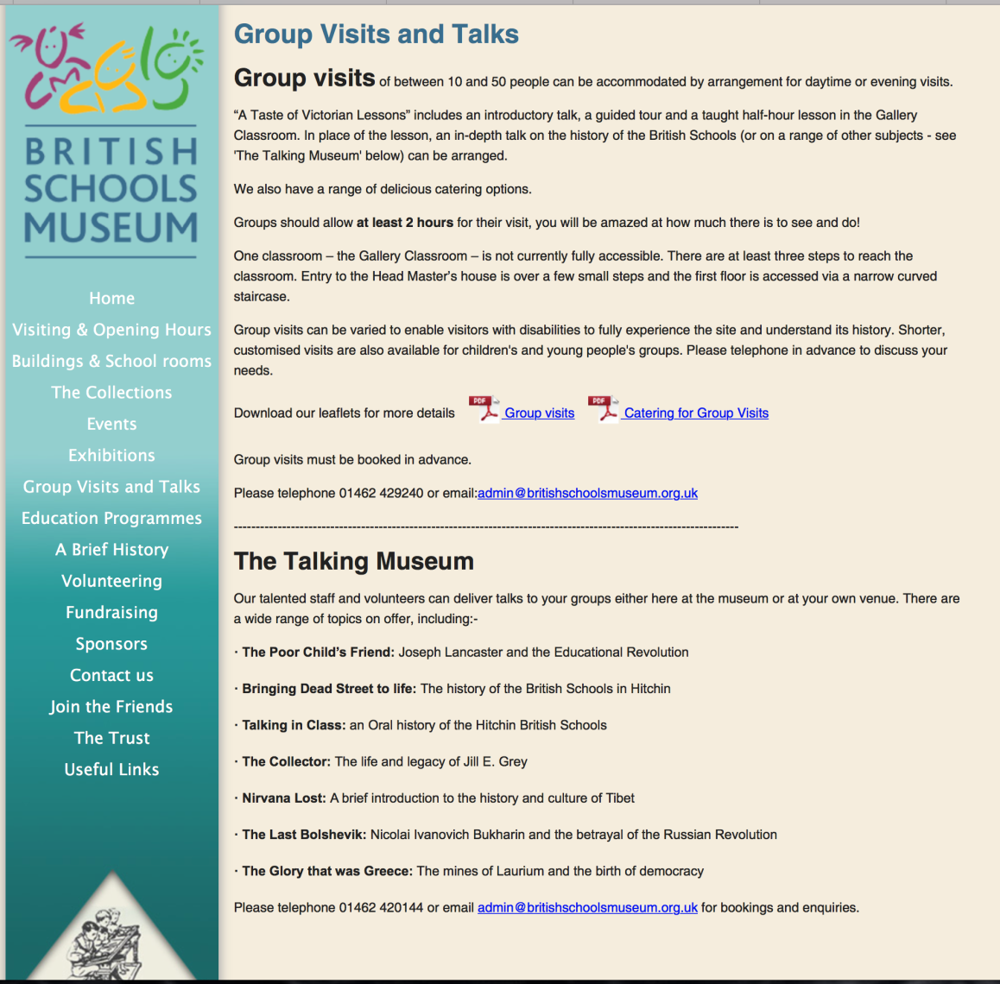 BRITISH
SCHOOLS
MUSEUM
Home
Visiting & Opening Hours
Buildings & School rooms
The Collections
Events
Exhibitions
Group Visits and Talks
Education Programmes
A Brief History
Volunteering
Fundraising
Sponsors
Contact us
Join the Friends
The Trust
Useful Links
Group Visits and Talks
Group visits of between 10 and 50 people can be accommodated by arrangement for daytime or evening visits.
“A Taste of Victorian Lessons” includes an introductory talk, a guided tour and a taught half-hour lesson in the Gallery
Classroom. In place of the lesson, an in-depth talk on the history of the British Schools (or on a range of other subjects - see
'The Talking Museum' below) can be arranged.
We also have a range of delicious catering options.
Groups should allow at least 2 hours for their visit, you will be amazed at how much there is to see and do!
One classroom – the Gallery Classroom – is not currently fully accessible. There are at least three steps to reach the
classroom. Entry to the Head Master’s house is over a few small steps and the first floor is accessed via a narrow curved
staircase.
Group visits can be varied to enable visitors with disabilities to fully experience the site and understand its history. Shorter,
customised visits are also available for children's and young people's groups. Please telephone in advance to discuss your
needs.
Download our leaflets for more details PDF Group visits PDF Catering for Group Visits
Group visits must be booked in advance.
Please telephone 01462 429240 or email:admin@britishschoolsmuseum.org.uk
--------------------------------------------------------------------------------------------------------------------
The Talking Museum
Our talented staff and volunteers can deliver talks to your groups either here at the museum or at your own venue. There are
a wide range of topics on offer, including:-
· The Poor Child’s Friend: Joseph Lancaster and the Educational Revolution
· Bringing Dead Street to life: The history of the British Schools in Hitchin
· Talking in Class: an Oral history of the Hitchin British Schools
· The Collector: The life and legacy of Jill E. Grey
· Nirvana Lost: A brief introduction to the history and culture of Tibet
· The Last Bolshevik: Nicolai Ivanovich Bukharin and the betrayal of the Russian Revolution
· The Glory that was Greece: The mines of Laurium and the birth of democracy
Please telephone 01462 420144 or email admin@britishschoolsmuseum.org.uk for bookings and enquiries.